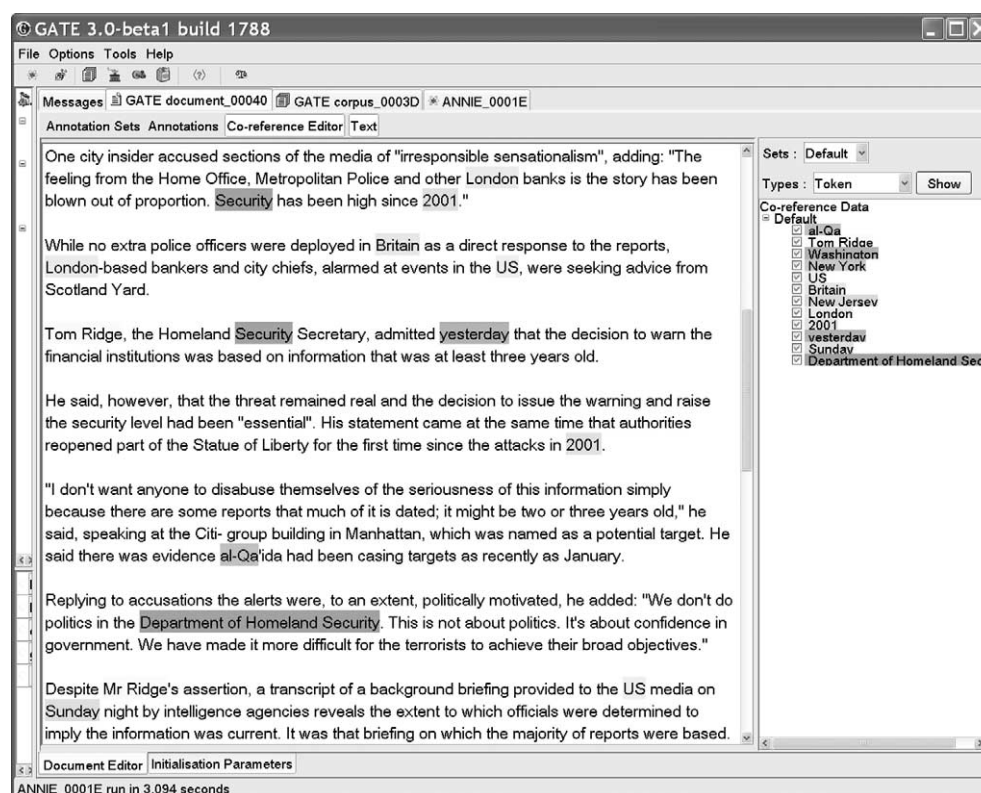 GATE 3.0-beta1 build 1788
File Options Tools Help
Messages GATE document_00040 GATE corpus_0003D ANNIE_0001E
Annotation Sets Annotations Co-reference Editor Text
One city insider accused sections of the media of "irresponsible sensationalism", adding: "The
feeling from the Home Office, Metropolitan Police and other London banks is the story has been
blown out of proportion. Security has been high since 2001."
While no extra police officers were deployed in Britain as a direct response to the reports,
London-based bankers and city chiefs, alarmed at events in the US, were seeking advice from
Scotland Yard.
Tom Ridge, the Homeland Security Secretary, admitted yesterday that the decision to warn the
financial institutions was based on information that was at least three years old.
He said, however, that the threat remained real and the decision to issue the warning and raise
the security level had been "essential". His statement came at the same time that authorities
reopened part of the Statue of Liberty for the first time since the attacks in 2001.
"I don't want anyone to disabuse themselves of the seriousness of this information simply
because there are some reports that much of it is dated; it might be two or three years old," he
said, speaking at the Citi- group building in Manhattan, which was named as a potential target. He
said there was evidence al-Qa'ida had been casing targets as recently as January.
Replying to accusations the alerts were, to an extent, politically motivated, he added: "We don't do
politics in the Department of Homeland Security. This is not about politics. It's about confidence in
government. We have made it more difficult for the terrorists to achieve their broad objectives."
Despite Mr Ridge's assertion, a transcript of a background briefing provided to the US media on
Sunday night by intelligence agencies reveals the extent to which officials were determined to
imply the information was current. It was that briefing on which the majority of reports were based.
Sets : Default
Types : Token Show
Co-reference Data
Default
al-Qa
Tom Ridge
Washington
New York
US
Britain
New Jersey
London
2001
yesterday
Sunday
Department of Homeland Sec
Document Editor Initialisation Parameters
ANNIE_0001E run in 3.094 seconds